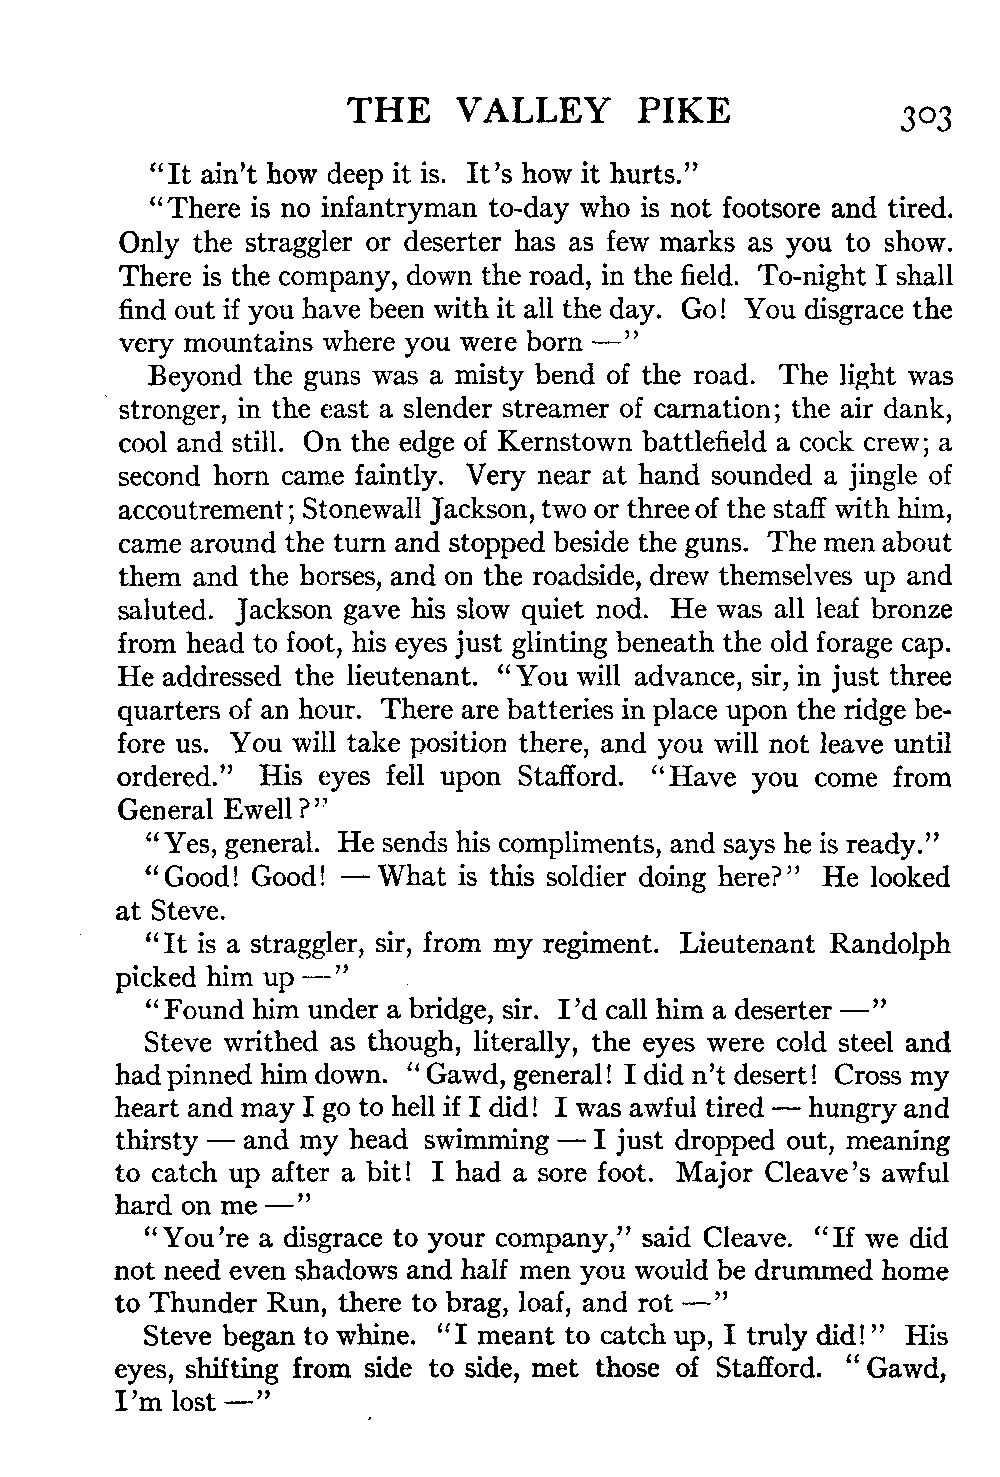 THE VALLEY PIKE 303
"It ain't how deep it is. It's how it hurts."
"There is no infantryman to-day who is not footsore and tired.
Only the straggler or deserter has as few marks as you to show.
There is the company, down the road, in the field. To-night I shall
find out if you have been with it all the day. Go! You disgrace the
very mountains where you were born —"
Beyond the guns was a misty bend of the road. The light was
stronger, in the east a slender streamer of carnation; the air dank,
cool and still. On the edge of Kernstown battlefield a cock crew; a
second horn came faintly. Very near at hand sounded a jingle of
accoutrement; Stonewall Jackson, two or three of the staff with him,
came around the turn and stopped beside the guns. The men about
them and the horses, and on the roadside, drew themselves up and
saluted. Jackson gave his slow quiet nod. He was all leaf bronze
from head to foot, his eyes just glinting beneath the old forage cap.
He addressed the lieutenant. "You will advance, sir, in just three
quarters of an hour. There are batteries in place upon the ridge be-
fore us. You will take position there, and you will not leave until
ordered." His eyes fell upon Stafford. "Have you come from
General Ewell?"
"Yes, general. He sends his compliments, and says he is ready."
"Good! Good! — What is this soldier doing here?" He looked
at Steve.
"It is a straggler, sir, from my regiment. Lieutenant Randolph
picked him up —"
"Found him under a bridge, sir. I'd call him a deserter —"
Steve writhed as though, literally, the eyes were cold steel and
had pinned him down. "Gawd, general! I did n't desert! Cross my
heart and may I go to hell if I did! I was awful tired — hungry and
thirsty — and my head swimming — I just dropped out, meaning
to catch up after a bit! I had a sore foot. Major Cleave's awful
hard on me —"
"You're a disgrace to your company," said Cleave. "If we did
not need even shadows and half men you would be drummed home
to Thunder Run, there to brag, loaf, and rot —"
Steve began to whine. "I meant to catch up, I truly did!" His
eyes, shifting from side to side, met those of Stafford. "Gawd,
I'm lost —"